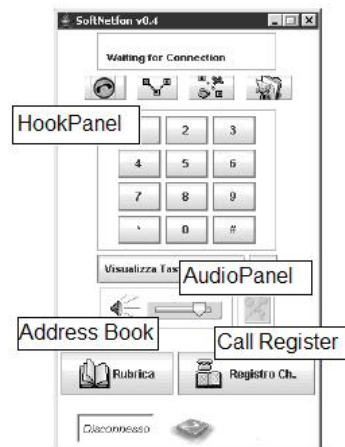 SoftNetfon v0.4
Waiting for Connection
HookPanel
2 3
4 5 6
7 8 9
0 #
Visualizza
AudioPanel
Address Book
Call Register
Rubrica
Registro Ch..
Disconnesso